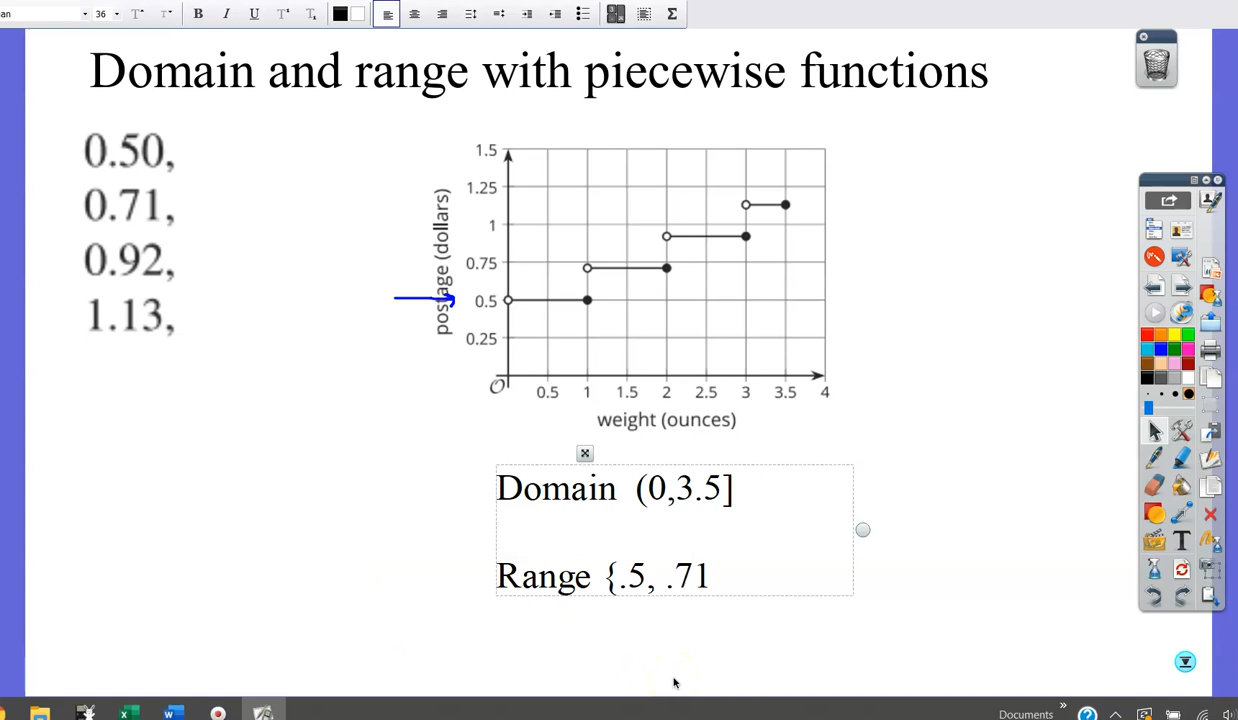 an
36
B I U
Domain and range with piecewise functions
0.50,
0.71,
0.92,
1.13,
postage (dollars)
1.5
1.25
1
0.75
0.5
0.25
O
0.5 1 1.5 2 2.5 3 3.5 4
weight (ounces)
Domain (0,3.5]
Range {.5, .71
Documents